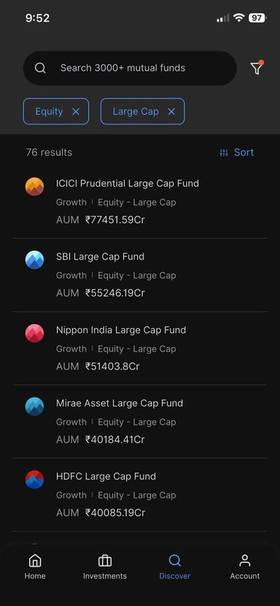 9:52
97
Search 3000+ mutual funds
Equity
Large Cap
76 results
Sort
ICICI Prudential Large Cap Fund
Growth | Equity - Large Cap
AUM ₹77451.59Cr
SBI Large Cap Fund
Growth | Equity - Large Cap
AUM ₹55246.19Cr
Nippon India Large Cap Fund
Growth | Equity - Large Cap
AUM ₹51403.8Cr
Mirae Asset Large Cap Fund
Growth | Equity - Large Cap
AUM ₹40184.41Cr
HDFC Large Cap Fund
Growth | Equity - Large Cap
AUM ₹40085.19Cr
Home
Investments
Discover
Account